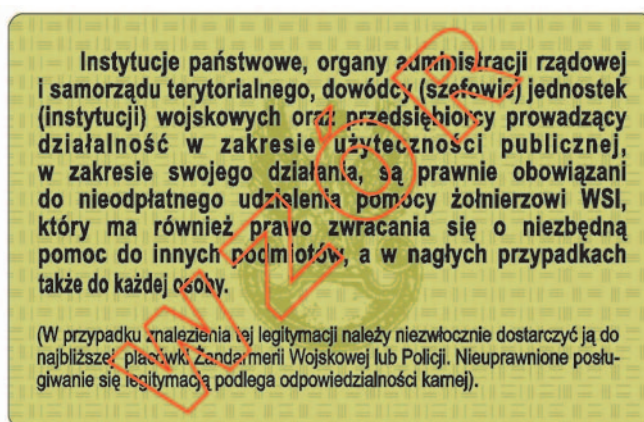 Instytucje państwowe, organy administracji rządowej
i samorządu terytorialnego, dowódcy (szefowie) jednostek
(instytucji) wojskowych oraz przedsiębiorcy prowadzący
działalność w zakresie użyteczności publicznej,
w zakresie swojego działania, są prawnie obowiązani
do nieodpłatnego udzielenia pomocy żołnierzowi WSI,
który ma również prawo zwracania się o niezbędną
pomoc do innych podmiotów, a w nagłych przypadkach
także do każdej osoby.
(W przypadku znalezienia tej legitymacji należy niezwłocznie dostarczyć ją do
najbliższej placówki Żandarmerii Wojskowej lub Policji. Nieuprawnione posłu-
giwanie się legitymacją podlega odpowiedzialności karnej).
WZÓR